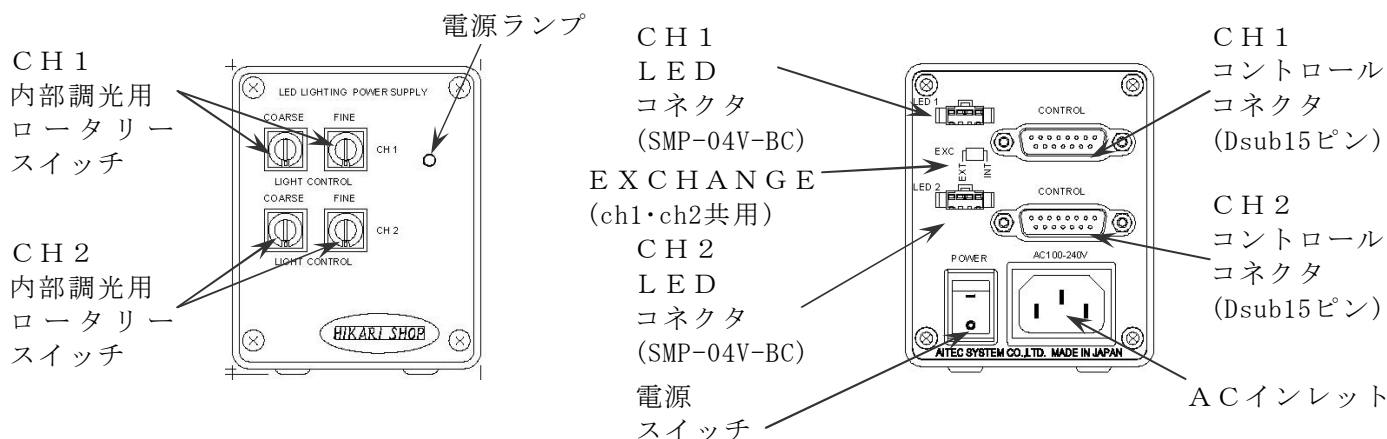 電源ランプ
ＣＨ１
内部調光用
ロータリー
スイッチ
ＣＨ２
内部調光用
ロータリー
スイッチ
LED LIGHTING POWER SUPPLY
COARSE FINE
CH 1
LIGHT CONTROL
COARSE FINE
CH 2
LIGHT CONTROL
HIKARI SHOP
ＣＨ１
ＬＥＤ
コネクタ
(SMP-04V-BC)
ＥＸＣＨＡＮＧＥ
(ch1・ch2共用)
ＣＨ２
ＬＥＤ
コネクタ
(SMP-04V-BC)
電源
スイッチ
LED 1
CONTROL
EXC
EXT
INT
LED 2
CONTROL
POWER
AC100-240V
AITEC SYSTEM CO.,LTD. MADE IN JAPAN
ＣＨ１
コントロール
コネクタ
(Dsub15ピン)
ＣＨ２
コントロール
コネクタ
(Dsub15ピン)
ＡＣインレット